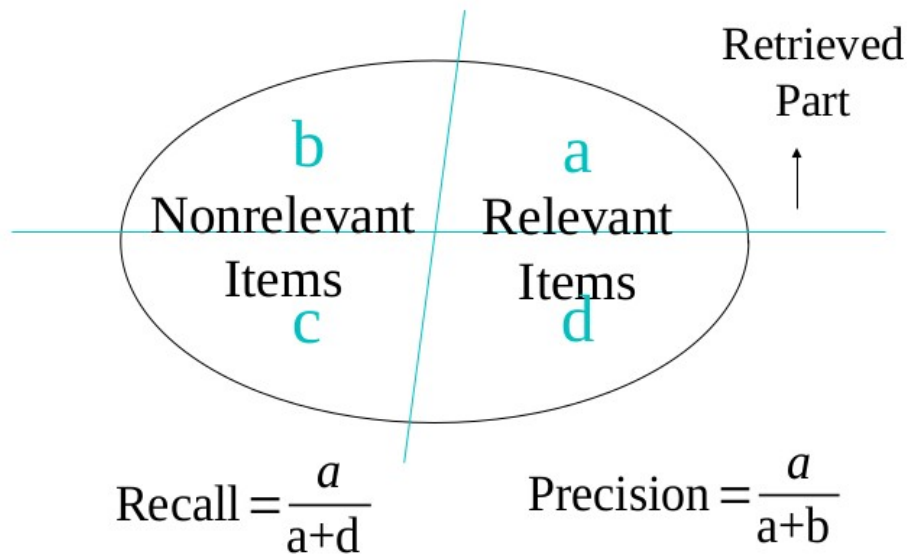 Retrieved
Part
b
a
Nonrelevant
Relevant
Items
Items
c
d
Recall = a / a+d
Precision = a / a+b